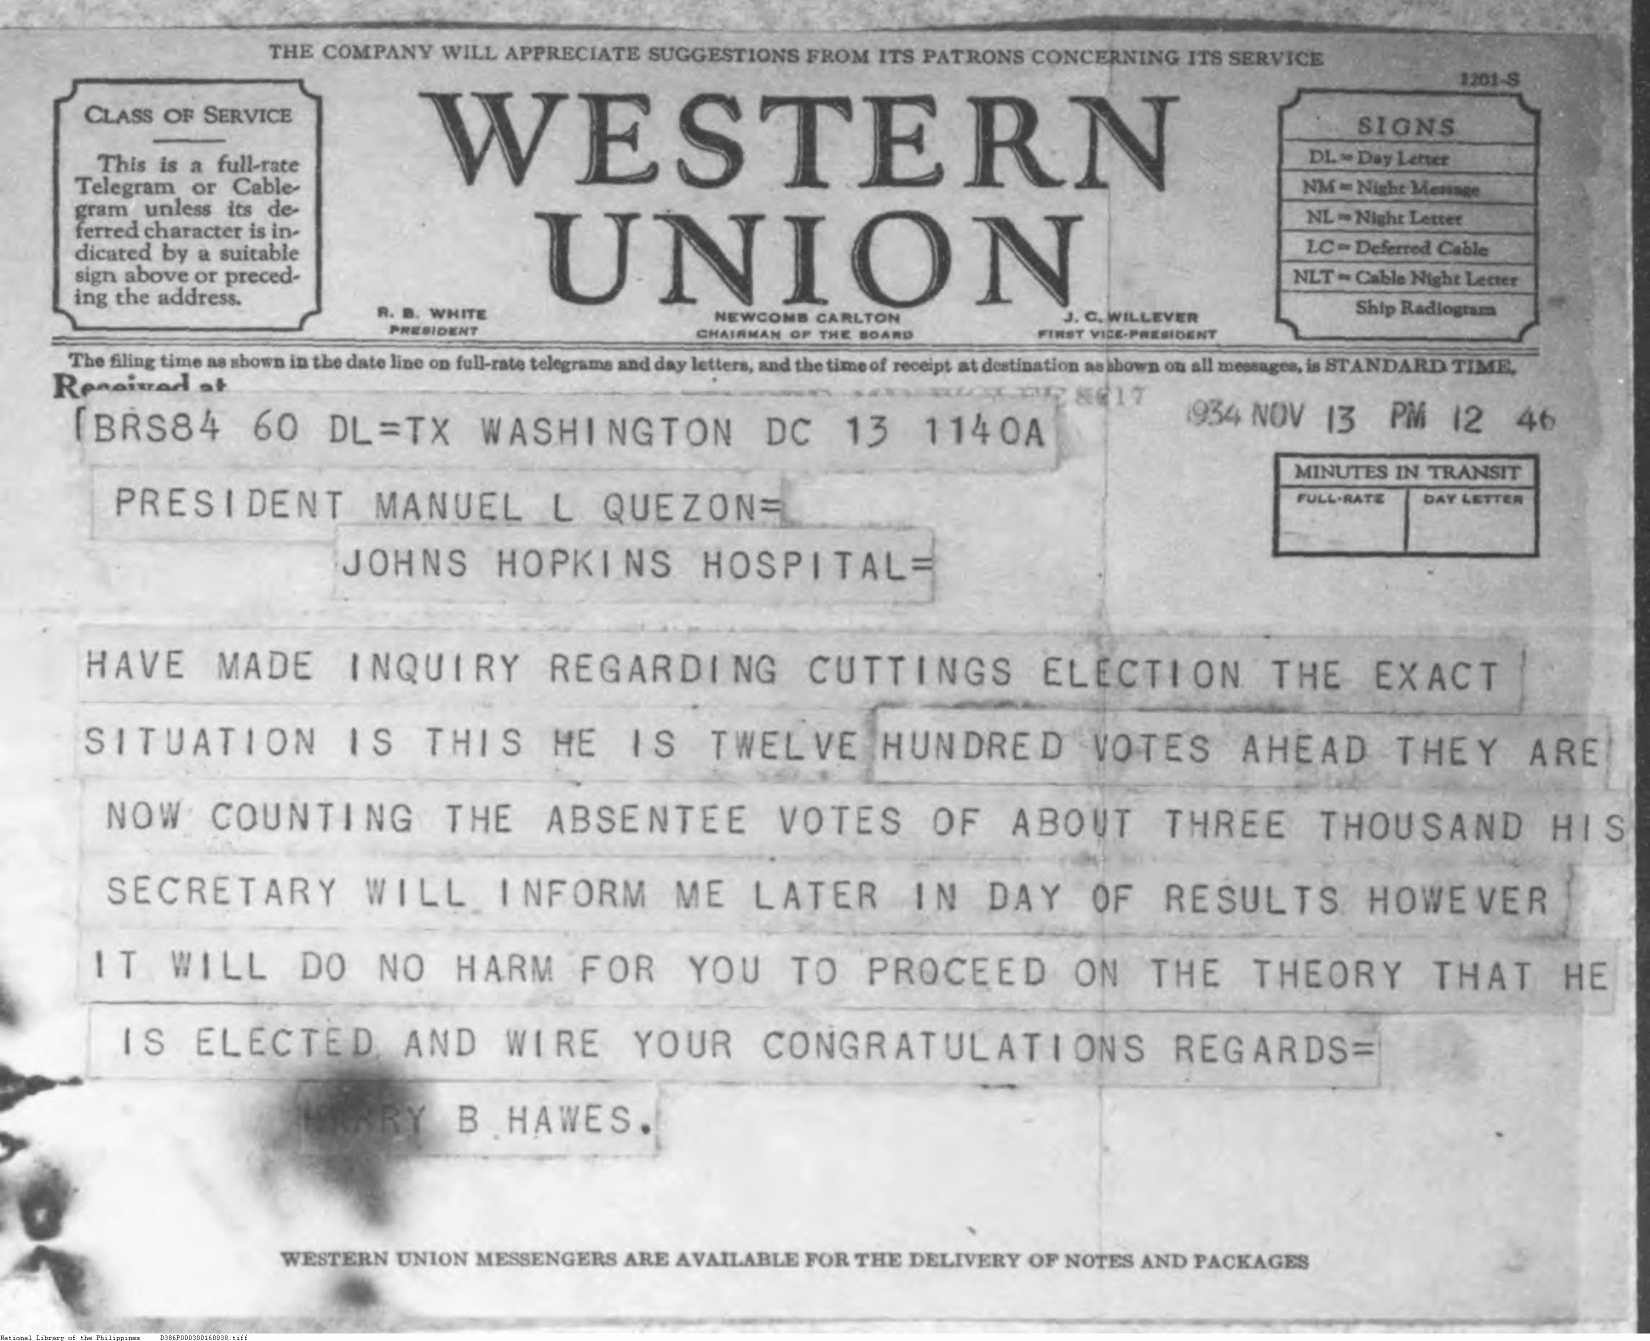 THE COMPANY WILL APPRECIATE SUGGESTIONS FROM ITS PATRONS CONCERNING ITS SERVICE
1201-S
CLASS OF SERVICE
This is a full-rate
Telegram or Cable-
gram unless its de-
ferred character is in-
dicated by a suitable
sign above or preced-
ing the address.
WESTERN
UNION
R. B. WHITE
PRESIDENT
NEWCOMB CARLTON
CHAIRMAN OF THE BOARD
J. C. WILLEVER
FIRST VICE-PRESIDENT
SIGNS
DL = Day Letter
NM = Night Message
NL = Night Letter
LC = Deferred Cable
NLT = Cable Night Letter
Ship Radiogram
The filing time as shown in the date line on full-rate telegrams and day letters, and the time of receipt at destination as shown on all messages, is STANDARD TIME.
Received at
1934 NOV 13 PM 12 46
BRS84 60 DL=TX WASHINGTON DC 13 1140A
MINUTES IN TRANSIT
FULL-RATE DAY LETTER
PRESIDENT MANUEL L QUEZON=
JOHNS HOPKINS HOSPITAL=
HAVE MADE INQUIRY REGARDING CUTTINGS ELECTION THE EXACT
SITUATION IS THIS HE IS TWELVE HUNDRED VOTES AHEAD THEY ARE
NOW COUNTING THE ABSENTEE VOTES OF ABOUT THREE THOUSAND HIS
SECRETARY WILL INFORM ME LATER IN DAY OF RESULTS HOWEVER
IT WILL DO NO HARM FOR YOU TO PROCEED ON THE THEORY THAT HE
IS ELECTED AND WIRE YOUR CONGRATULATIONS REGARDS=
HARRY B HAWES.
WESTERN UNION MESSENGERS ARE AVAILABLE FOR THE DELIVERY OF NOTES AND PACKAGES
National Library of the Philippines D386P000300160030.tiff